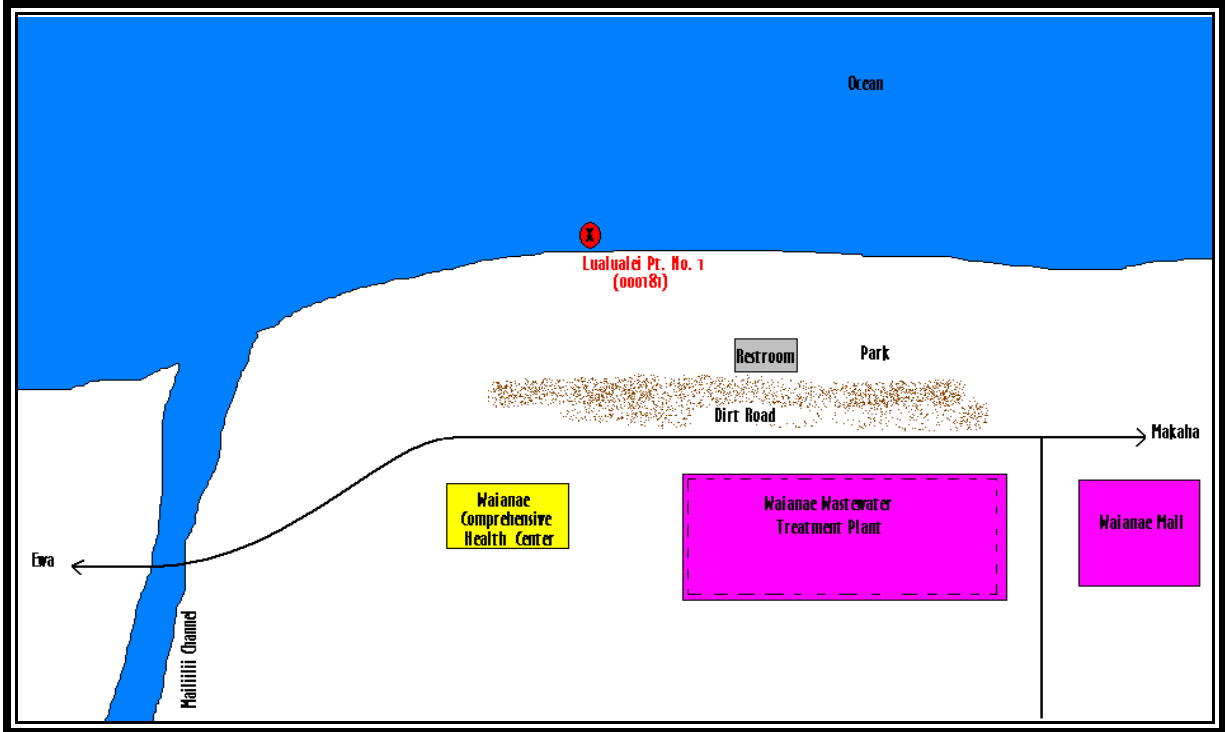 Ocean
X
Lualualei Pt. No. 1
(000181)
Restroom
Park
Dirt Road
Makaha
Waianae
Comprehensive
Health Center
Waianae Wastewater
Treatment Plant
Waianae Mall
Ewa
Mailiilii Channel